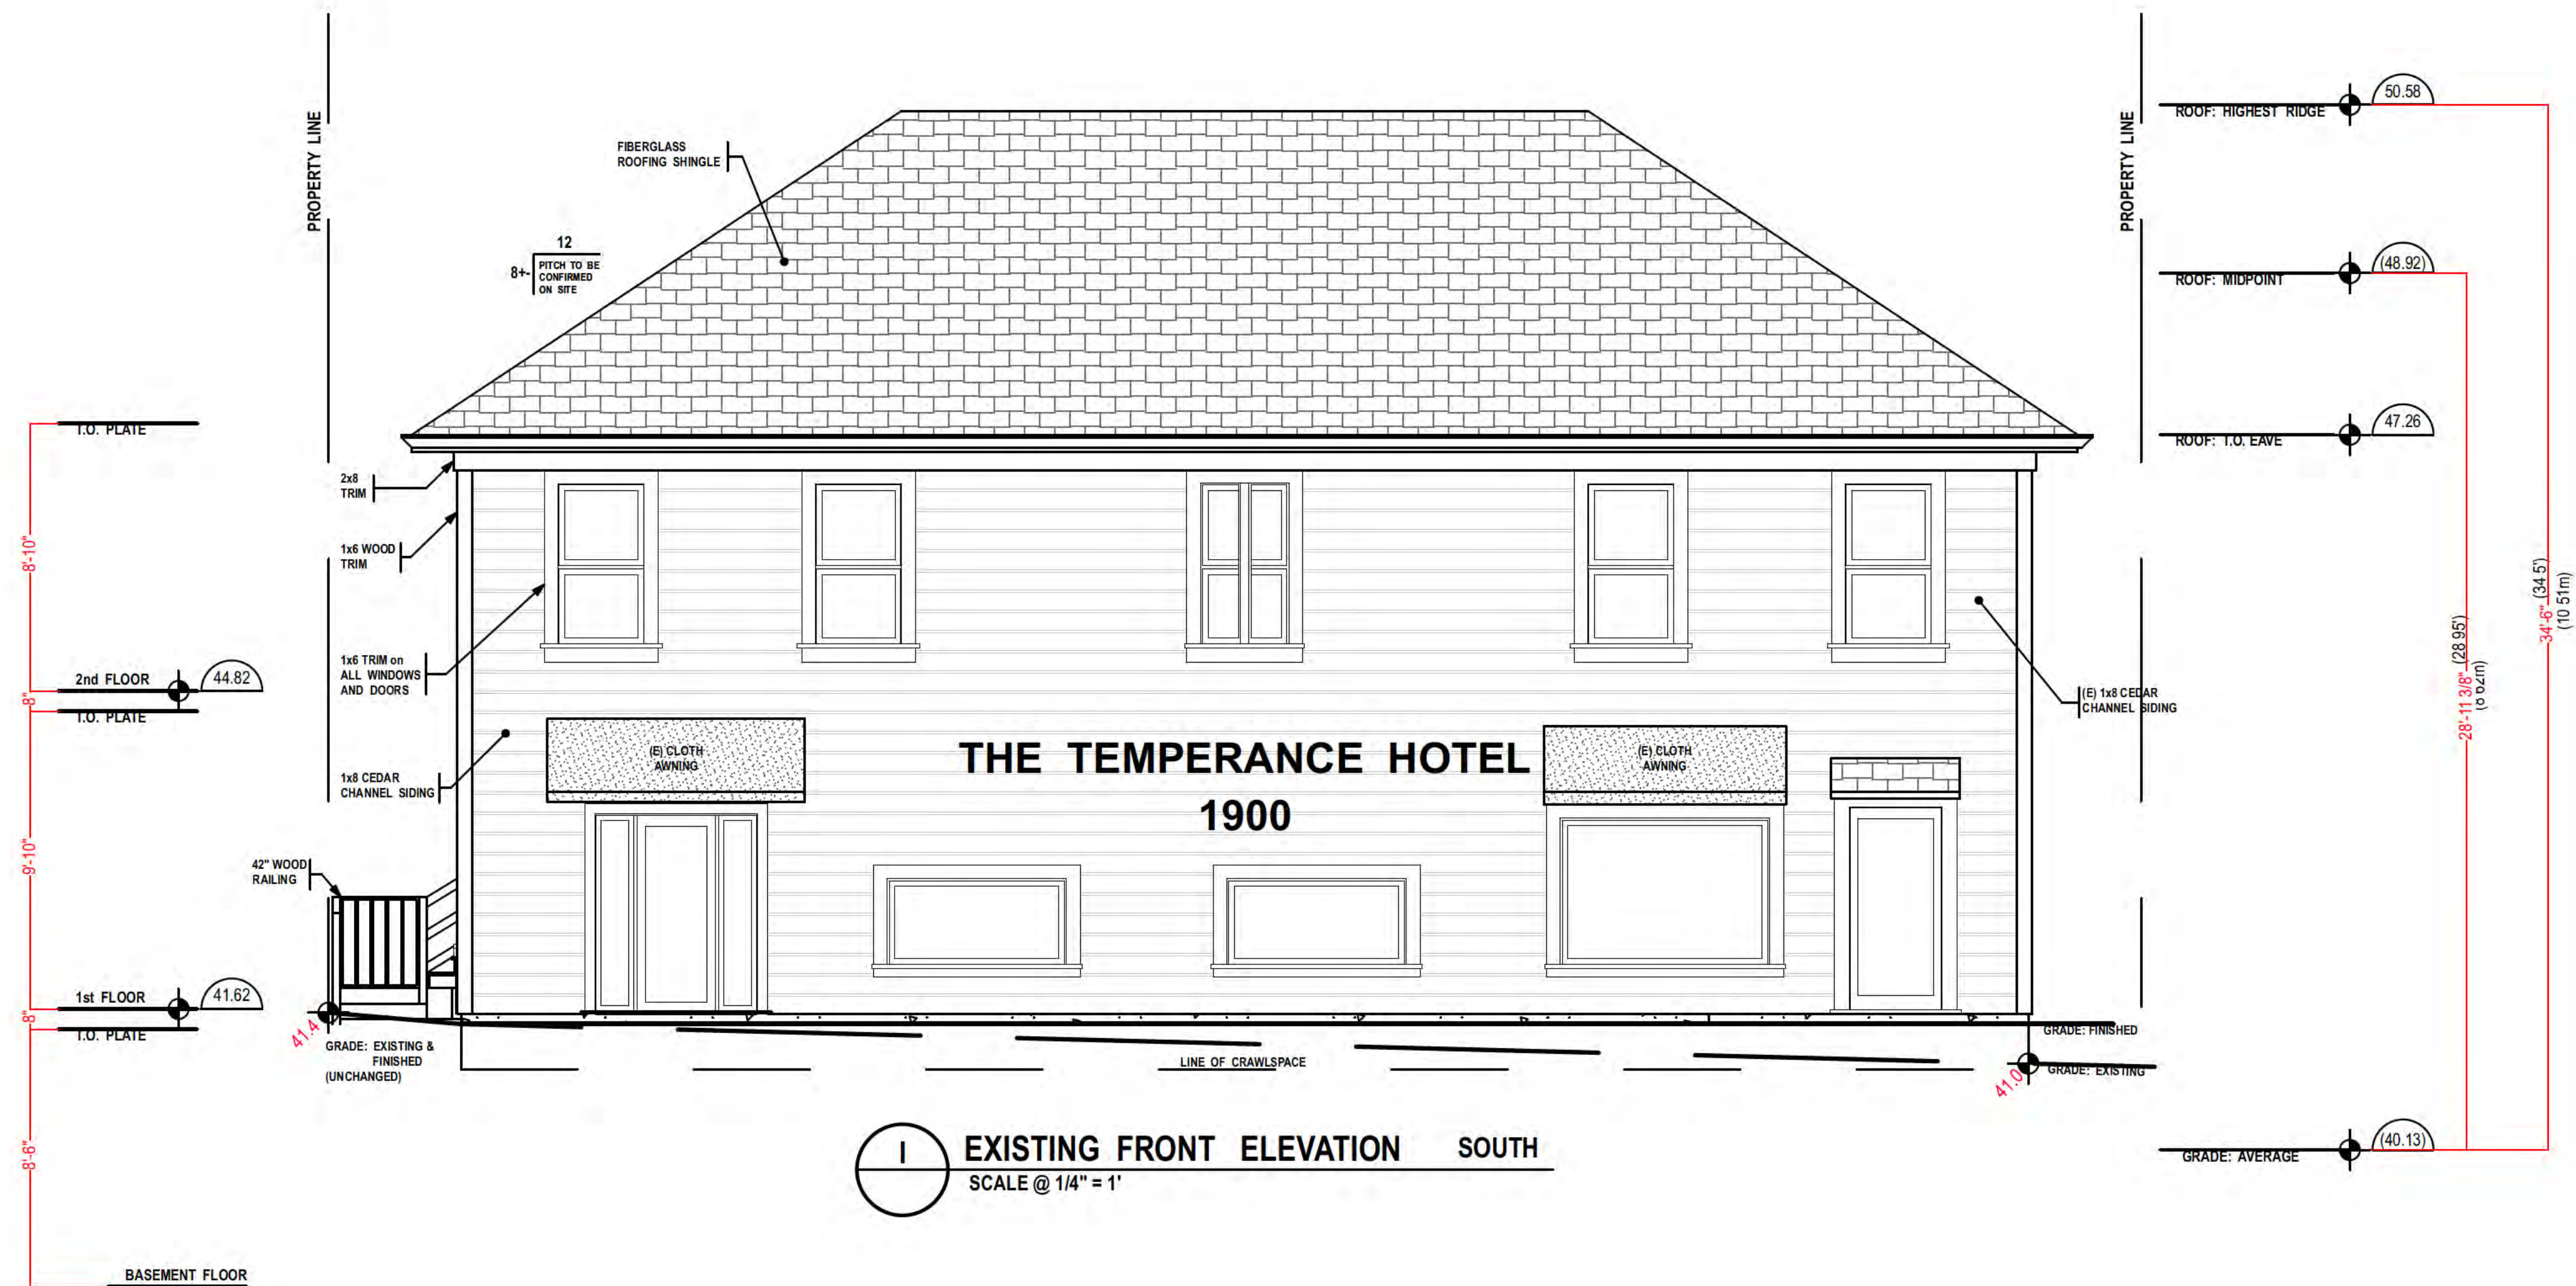 PROPERTY LINE
FIBERGLASS
ROOFING SHINGLE
12
8+-
PITCH TO BE
CONFIRMED
ON SITE
PROPERTY LINE
ROOF: HIGHEST RIDGE
50.58
ROOF: MIDPOINT
(48.92)
ROOF: T.O. EAVE
47.26
T.O. PLATE
8'-10"
2nd FLOOR
44.82
8"
T.O. PLATE
9'-10"
1st FLOOR
41.62
8"
T.O. PLATE
8'-6"
BASEMENT FLOOR
2x8
TRIM
1x6 WOOD
TRIM
1x6 TRIM on
ALL WINDOWS
AND DOORS
1x8 CEDAR
CHANNEL SIDING
42" WOOD
RAILING
41.4
GRADE: EXISTING &
FINISHED
(UNCHANGED)
(E) CLOTH
AWNING
THE TEMPERANCE HOTEL
1900
(E) CLOTH
AWNING
(E) 1x8 CEDAR
CHANNEL SIDING
LINE OF CRAWLSPACE
GRADE: FINISHED
41.0
GRADE: EXISTING
GRADE: AVERAGE
(40.13)
28'-11 3/8" (28 95')
(8 62m)
34'-6" (34 5')
(10 51m)
I
EXISTING FRONT ELEVATION SOUTH
SCALE @ 1/4" = 1'